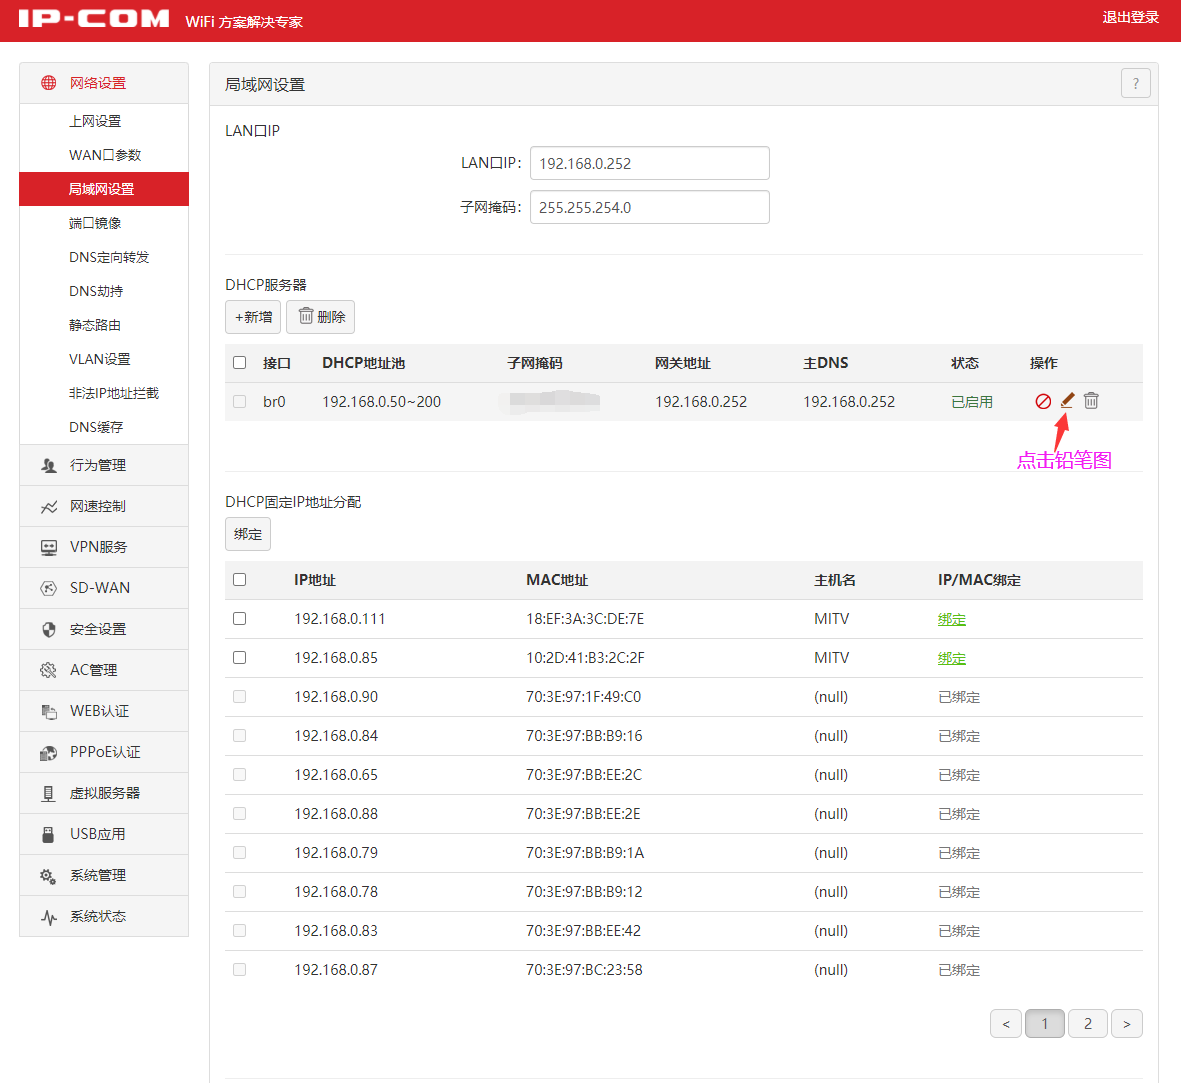 IP-COM WiFi 方案解决专家
退出登录
网络设置
上网设置
WAN口参数
局域网设置
端口镜像
DNS定向转发
DNS劫持
静态路由
VLAN设置
非法IP地址拦截
DNS缓存
行为管理
网速控制
VPN服务
SD-WAN
安全设置
AC管理
WEB认证
PPPoE认证
虚拟服务器
USB应用
系统管理
系统状态
局域网设置 ?
LAN口IP
LAN口IP: 192.168.0.252
子网掩码: 255.255.254.0
DHCP服务器
+新增 删除
接口 DHCP地址池 子网掩码 网关地址 主DNS 状态 操作
br0 192.168.0.50~200 192.168.0.252 192.168.0.252 已启用
点击铅笔图
DHCP固定IP地址分配
绑定
IP地址 MAC地址 主机名 IP/MAC绑定
192.168.0.111 18:EF:3A:3C:DE:7E MITV 绑定
192.168.0.85 10:2D:41:B3:2C:2F MITV 绑定
192.168.0.90 70:3E:97:1F:49:C0 (null) 已绑定
192.168.0.84 70:3E:97:BB:B9:16 (null) 已绑定
192.168.0.65 70:3E:97:BB:EE:2C (null) 已绑定
192.168.0.88 70:3E:97:BB:EE:2E (null) 已绑定
192.168.0.79 70:3E:97:BB:B9:1A (null) 已绑定
192.168.0.78 70:3E:97:BB:B9:12 (null) 已绑定
192.168.0.83 70:3E:97:BB:EE:42 (null) 已绑定
192.168.0.87 70:3E:97:BC:23:58 (null) 已绑定
< 1 2 >